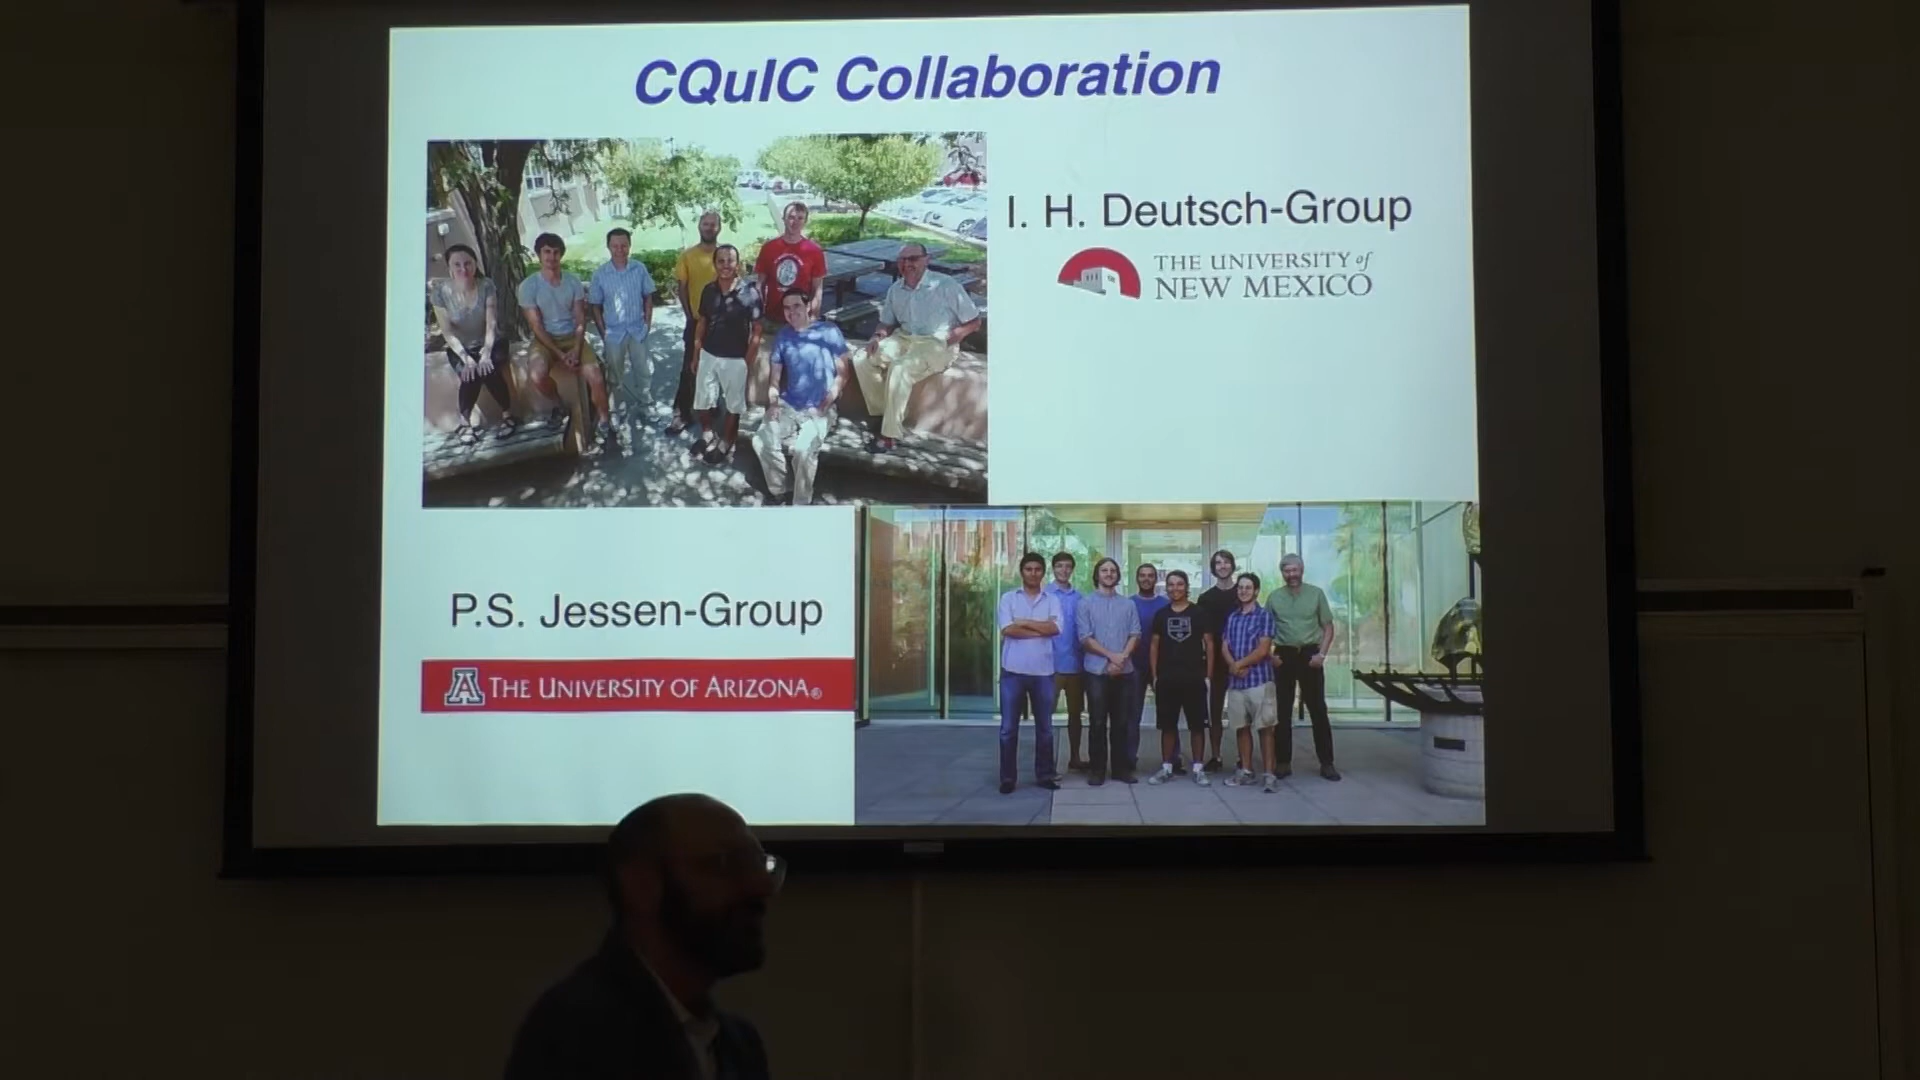 CQuIC Collaboration
I. H. Deutsch-Group
THE UNIVERSITY of
NEW MEXICO
P.S. Jessen-Group
A THE UNIVERSITY OF ARIZONA®